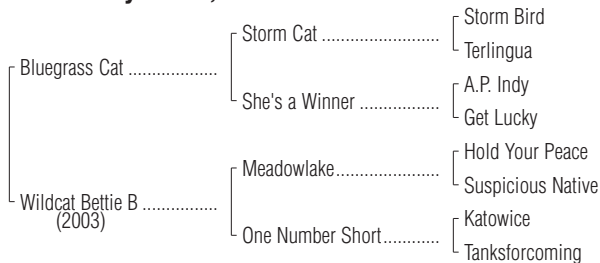 Storm Bird
Storm Cat ........................
Terlingua
Bluegrass Cat ..................
A.P. Indy
She's a Winner ................
Get Lucky
Hold Your Peace
Meadowlake.....................
Suspicious Native
Wildcat Bettie B ...............
(2003)
Katowice
One Number Short............
Tanksforcoming